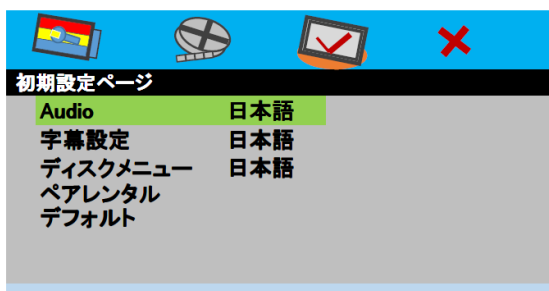 初期設定ページ
Audio 日本語
字幕設定 日本語
ディスクメニュー 日本語
ペアレンタル
デフォルト